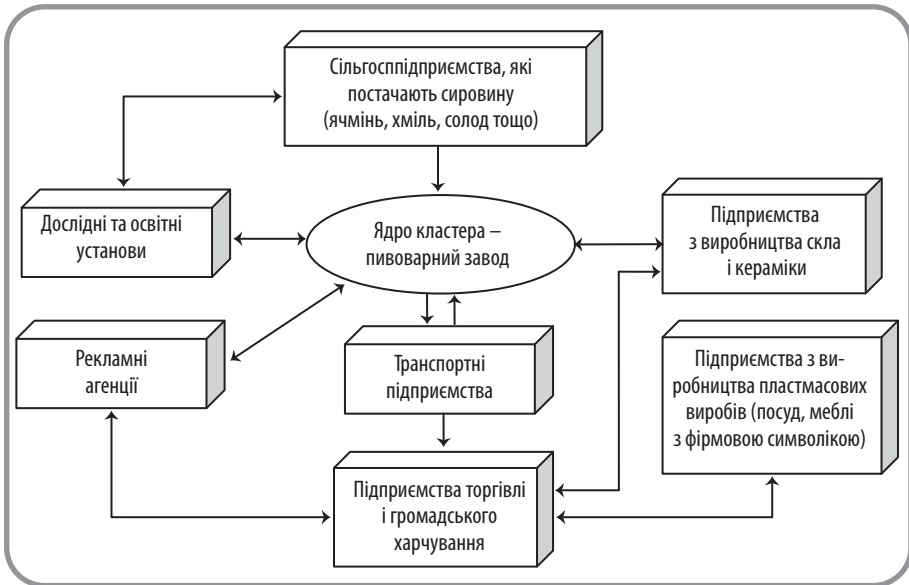 Сільгосппідприємства, які
постачають сировину
(ячмінь, хміль, солод тощо)
Дослідні та освітні
установи
Ядро кластера –
пивоварний завод
Підприємства
з виробництва скла
і кераміки
Рекламні
агенції
Транспортні
підприємства
Підприємства з ви-
робництва пластмасових
виробів (посуд, меблі
з фірмовою символікою)
Підприємства торгівлі
і громадського
харчування